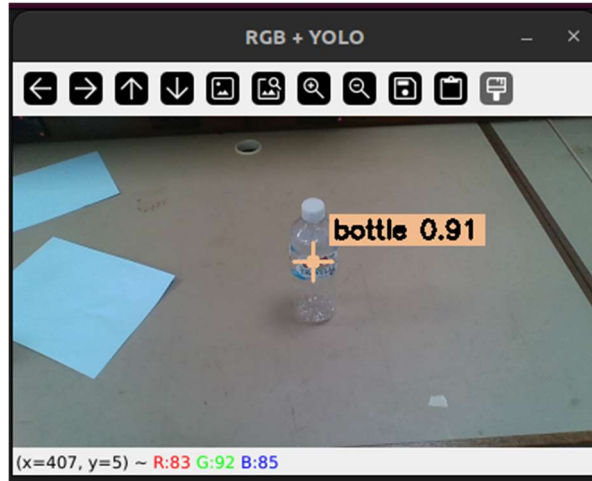 RGB + YOLO
bottle 0.91
(x=407, y=5) ~ R:83 G:92 B:85